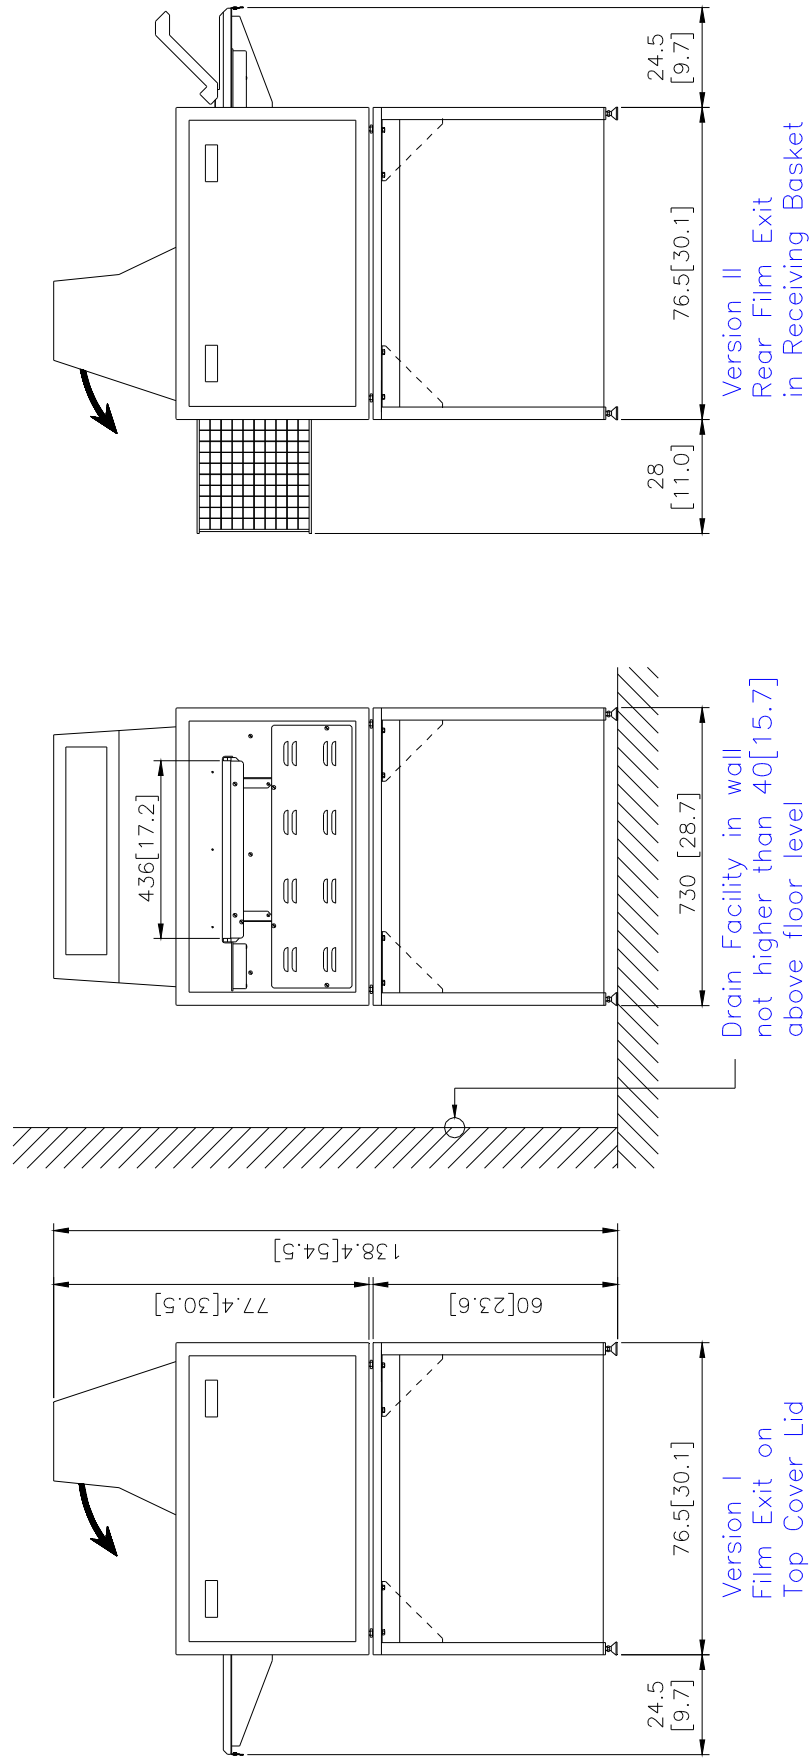 138.4[54.5]
77.4[30.5]
60[23.6]
24.5
[9.7]
76.5[30.1]
Version I
Film Exit on
Top Cover Lid
436[17.2]
730 [28.7]
Drain Facility in wall
not higher than 40[15.7]
above floor level
28
[11.0]
76.5[30.1]
24.5
[9.7]
Version II
Rear Film Exit
in Receiving Basket